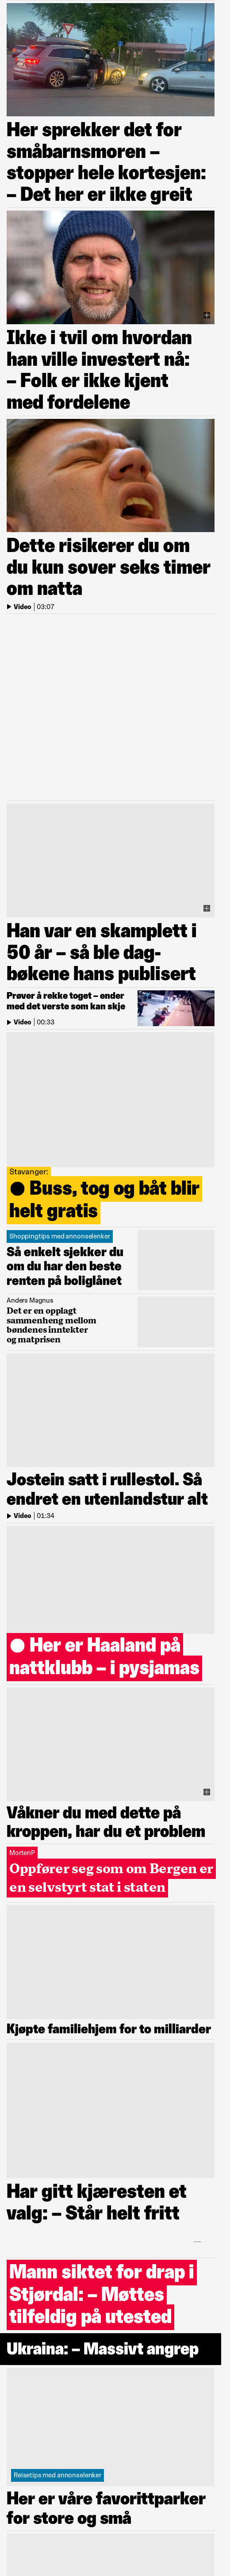 Her sprekker det for
småbarnsmoren –
stopper hele kortesjen:
– Det her er ikke greit
Ikke i tvil om hvordan
han ville investert nå:
– Folk er ikke kjent
med fordelene
Dette risikerer du om
du kun sover seks timer
om natta
Video | 03:07
Han var en skamplett i
50 år – så ble dag-
bøkene hans publisert
Prøver å rekke toget – ender
med det verste som kan skje
Video | 00:33
Stavanger:
● Buss, tog og båt blir
helt gratis
Shoppingtips med annonselenker
Så enkelt sjekker du
om du har den beste
renten på boliglånet
Anders Magnus
Det er en opplagt
sammenheng mellom
bøndenes inntekter
og matprisen
Jostein satt i rullestol. Så
endret en utenlandstur alt
Video | 01:34
● Her er Haaland på
nattklubb – i pysjamas
Våkner du med dette på
kroppen, har du et problem
MortenP
Oppfører seg som om Bergen er
en selvstyrt stat i staten
Kjøpte familiehjem for to milliarder
Har gitt kjæresten et
valg: – Står helt fritt
Mann siktet for drap i
Stjørdal: – Møttes
tilfeldig på utested
Ukraina: – Massivt angrep
Reisetips med annonselenker
Her er våre favorittparker
for store og små